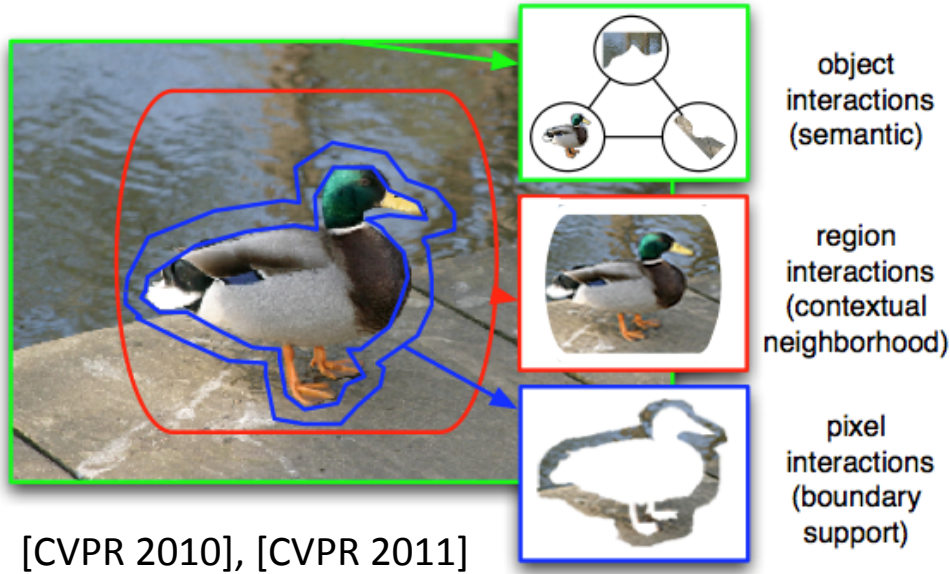 object
interactions
(semantic)
region
interactions
(contextual
neighborhood)
pixel
interactions
(boundary
support)
[CVPR 2010], [CVPR 2011]